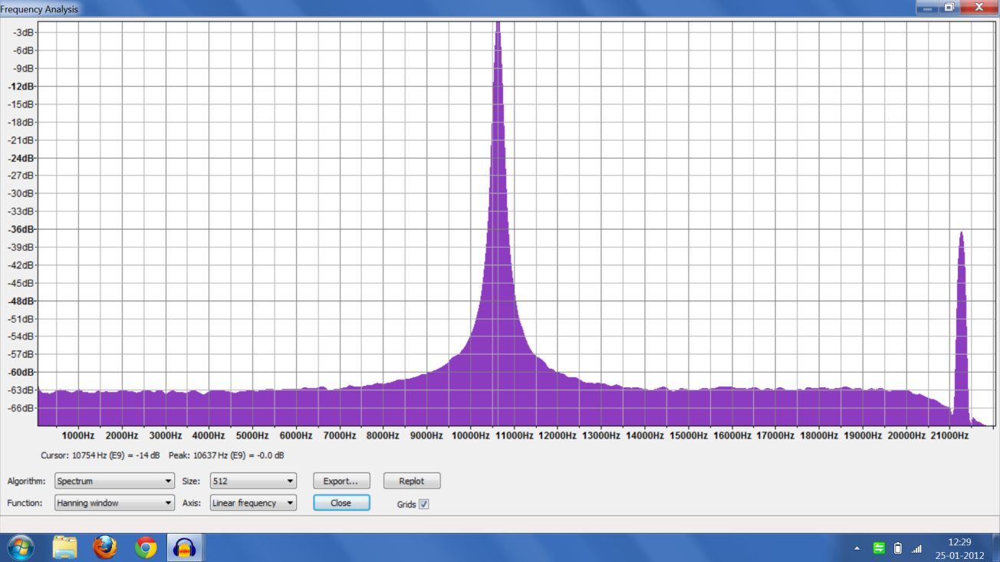 Frequency Analysis
-3dB
-6dB
-9dB
-12dB
-15dB
-18dB
-21dB
-24dB
-27dB
-30dB
-33dB
-36dB
-39dB
-42dB
-45dB
-48dB
-51dB
-54dB
-57dB
-60dB
-63dB
-66dB
1000Hz 2000Hz 3000Hz 4000Hz 5000Hz 6000Hz 7000Hz 8000Hz 9000Hz 10000Hz 11000Hz 12000Hz 13000Hz 14000Hz 15000Hz 16000Hz 17000Hz 18000Hz 19000Hz 20000Hz 21000Hz
Cursor: 10754 Hz (E9) = -14 dB Peak: 10637 Hz (E9) = -0.0 dB
Algorithm: Spectrum Size: 512 Export... Replot
Function: Hanning window Axis: Linear frequency Close Grids
12:29
25-01-2012